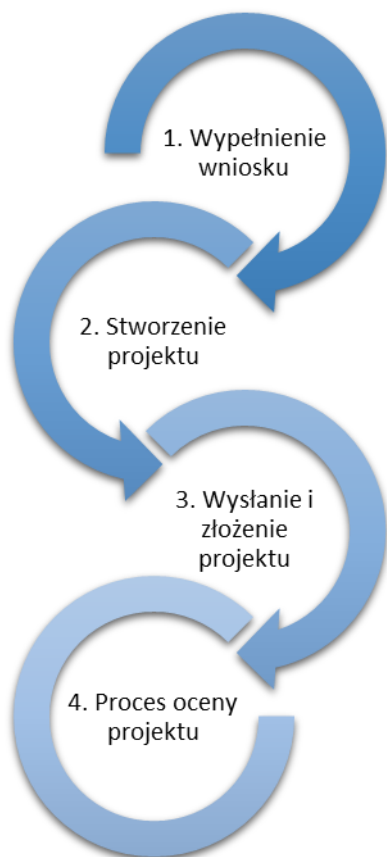 1. Wypełnienie
wniosku
2. Stworzenie
projektu
3. Wysłanie i
złożenie
projektu
4. Proces oceny
projektu